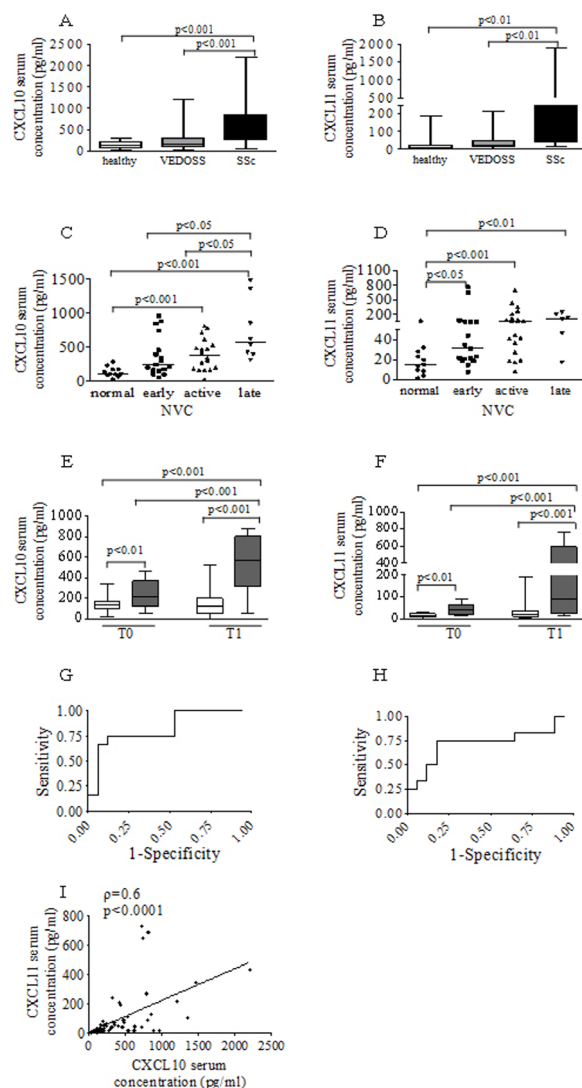 A
p<0.001
p<0.001
CXCL10 serum
concentration (pg/ml)
2500
2000
1500
1000
500
0
healthy VEDOSS SSc
B
p<0.01
p<0.01
CXCL11 serum
concentration (pg/ml)
2000
1500
1000
500
200
100
0
healthy VEDOSS SSc
C
p<0.05
p<0.05
p<0.001
p<0.001
CXCL10 serum
concentration (pg/ml)
1500
1000
500
0
normal early active late
NVC
D
p<0.01
p<0.001
p<0.05
CXCL11 serum
concentration (pg/ml)
1100
800
500
200
40
20
0
normal early active late
NVC
E
p<0.001
p<0.001
p<0.001
p<0.01
CXCL10 serum
concentration (pg/ml)
1000
800
600
400
200
0
T0 T1
F
p<0.001
p<0.001
p<0.001
p<0.01
CXCL11 serum
concentration (pg/ml)
1000
800
600
400
200
200
100
0
T0 T1
G
Sensitivity
1.00
0.75
0.50
0.25
0.00
0.00 0.25 0.50 0.75 1.00
1-Specificity
H
Sensitivity
1.00
0.75
0.50
0.25
0.00
0.00 0.25 0.50 0.75 1.00
1-Specificity
I
ρ=0.6
p<0.0001
CXCL11 serum
concentration (pg/ml)
800
600
400
200
0
0 500 1000 1500 2000 2500
CXCL10 serum
concentration (pg/ml)